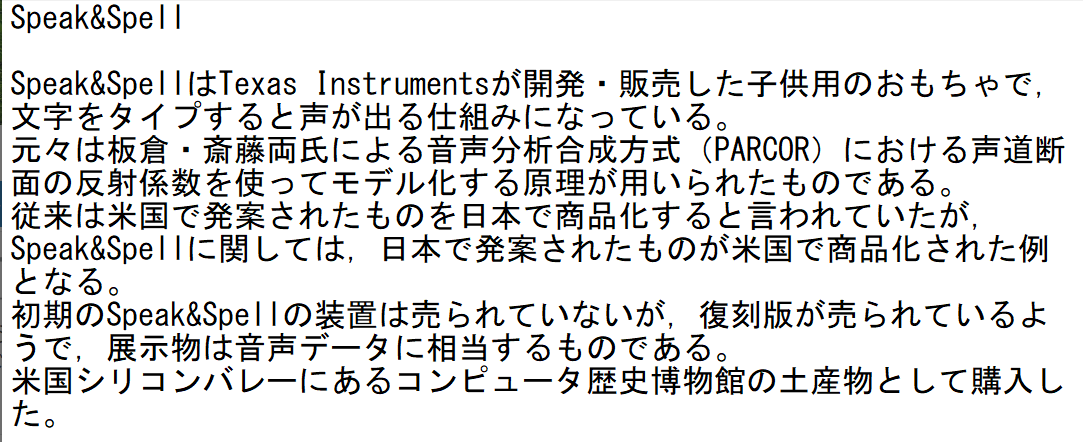 Speak&Spell
Speak&SpellはTexas Instrumentsが開発・販売した子供用のおもちゃで,
文字をタイプすると声が出る仕組みになっている。
元々は板倉・斎藤両氏による音声分析合成方式（PARCOR）における声道断
面の反射係数を使ってモデル化する原理が用いられたものである。
従来は米国で発案されたものを日本で商品化すると言われていたが,
Speak&Spellに関しては, 日本で発案されたものが米国で商品化された例
となる。
初期のSpeak&Spellの装置は売られていないが, 復刻版が売られているよ
うで, 展示物は音声データに相当するものである。
米国シリコンバレーにあるコンピュータ歴史博物館の土産物として購入し
た。